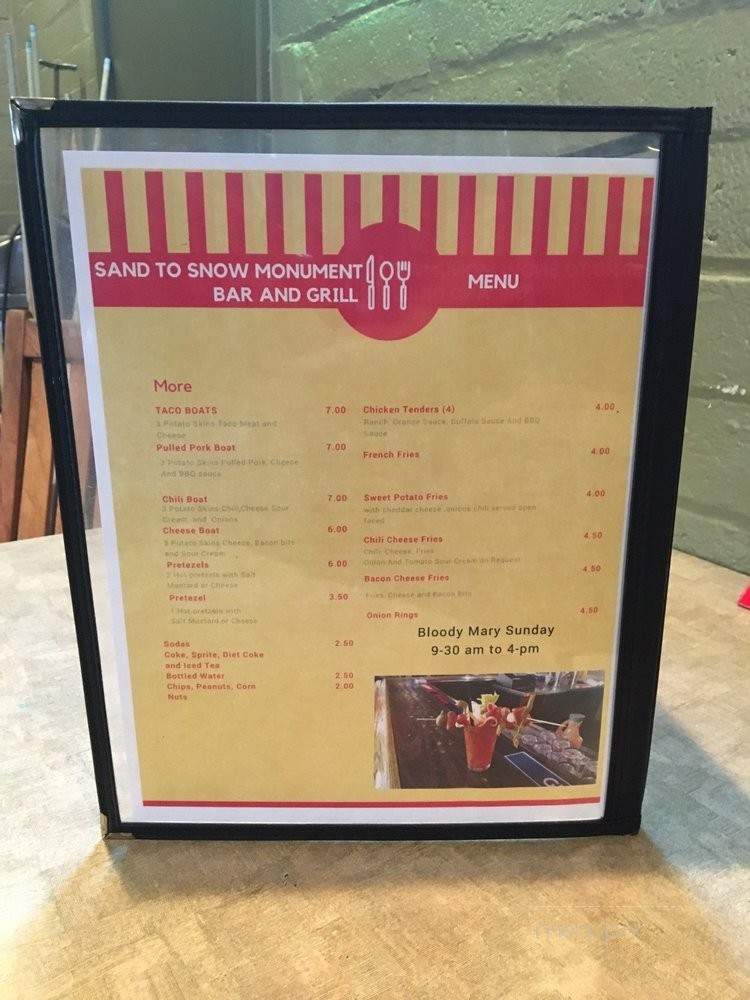 SAND TO SNOW MONUMENT
BAR AND GRILL
MENU
More
TACO BOATS 7.00
3 Potato Skins Taco Meat and
Cheese
Pulled Pork Boat 7.00
3 Potato Skins Pulled Pork, Cheese
And BBQ sauce
Chili Boat 7.00
3 Potato Skins Chili,Cheese Sour
Cream, and Onions
Cheese Boat 6.00
3 Potato Skins Cheese, Bacon bits
and Sour Cream
Pretezels 6.00
2 Hot pretzels with Salt
Mustard or Cheese
Pretezel 3.50
1 Hot pretzels with
Salt Mustard or Cheese
Sodas 2.50
Coke, Sprite, Diet Coke
and Iced Tea
Bottled Water 2.50
Chips, Peanuts, Corn 2.00
Nuts
Chicken Tenders (4) 4.00
Ranch, Orange Sauce, Buffalo Sauce And BBQ
Sauce
French Fries 4.00
Sweet Potato Fries 4.00
with cheddar cheese ,onions chili served open
faced
Chili Cheese Fries 4.50
Chili, Cheese, Fries
Onion And Tomato Sour Cream on Request
Bacon Cheese Fries 4.50
Fries, Cheese and Bacon Bits
Onion Rings 4.50
Bloody Mary Sunday
9-30 am to 4-pm